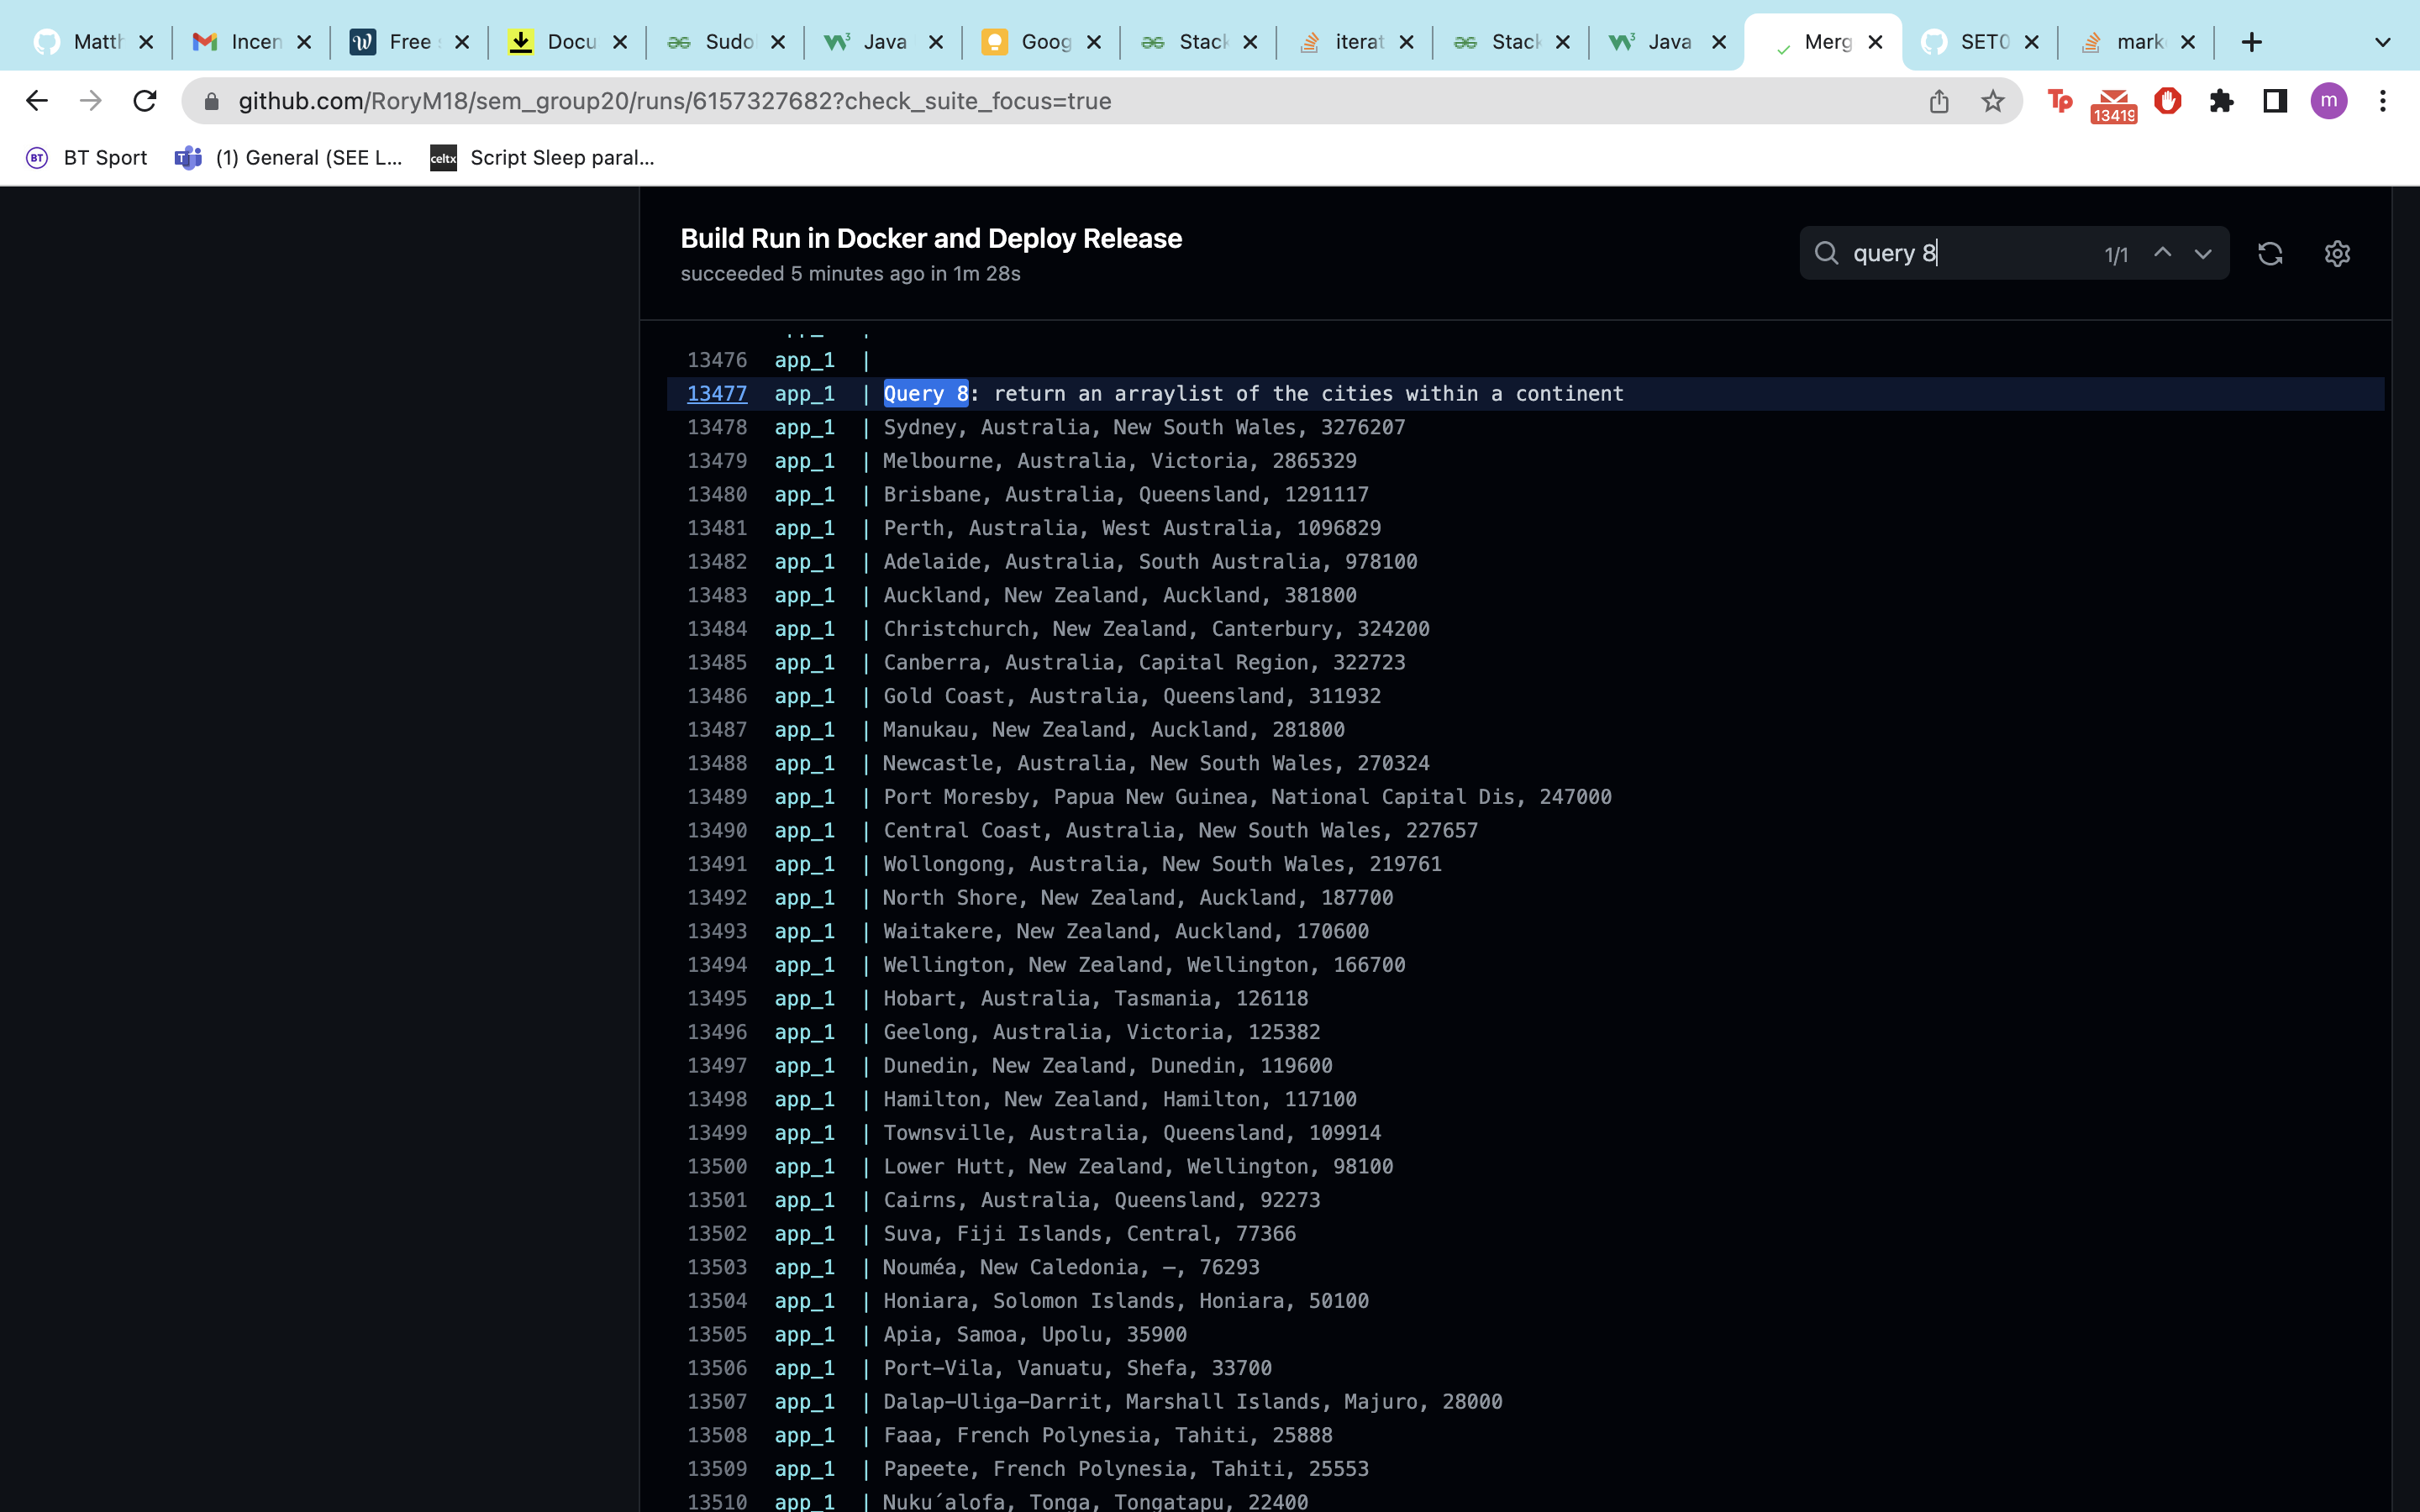 Matth
Incen
Free s
Docu
Sudo
Java
Goog
Stack
iterat
Stack
Java
Merg
SET0
mark
github.com/RoryM18/sem_group20/runs/6157327682?check_suite_focus=true
Tp
13419
m
BT
BT Sport
(1) General (SEE L...
celtx
Script Sleep paral...
Build Run in Docker and Deploy Release
succeeded 5 minutes ago in 1m 28s
query 8
1/1
13476 app_1 |
13477 app_1 | Query 8: return an arraylist of the cities within a continent
13478 app_1 | Sydney, Australia, New South Wales, 3276207
13479 app_1 | Melbourne, Australia, Victoria, 2865329
13480 app_1 | Brisbane, Australia, Queensland, 1291117
13481 app_1 | Perth, Australia, West Australia, 1096829
13482 app_1 | Adelaide, Australia, South Australia, 978100
13483 app_1 | Auckland, New Zealand, Auckland, 381800
13484 app_1 | Christchurch, New Zealand, Canterbury, 324200
13485 app_1 | Canberra, Australia, Capital Region, 322723
13486 app_1 | Gold Coast, Australia, Queensland, 311932
13487 app_1 | Manukau, New Zealand, Auckland, 281800
13488 app_1 | Newcastle, Australia, New South Wales, 270324
13489 app_1 | Port Moresby, Papua New Guinea, National Capital Dis, 247000
13490 app_1 | Central Coast, Australia, New South Wales, 227657
13491 app_1 | Wollongong, Australia, New South Wales, 219761
13492 app_1 | North Shore, New Zealand, Auckland, 187700
13493 app_1 | Waitakere, New Zealand, Auckland, 170600
13494 app_1 | Wellington, New Zealand, Wellington, 166700
13495 app_1 | Hobart, Australia, Tasmania, 126118
13496 app_1 | Geelong, Australia, Victoria, 125382
13497 app_1 | Dunedin, New Zealand, Dunedin, 119600
13498 app_1 | Hamilton, New Zealand, Hamilton, 117100
13499 app_1 | Townsville, Australia, Queensland, 109914
13500 app_1 | Lower Hutt, New Zealand, Wellington, 98100
13501 app_1 | Cairns, Australia, Queensland, 92273
13502 app_1 | Suva, Fiji Islands, Central, 77366
13503 app_1 | Nouméa, New Caledonia, –, 76293
13504 app_1 | Honiara, Solomon Islands, Honiara, 50100
13505 app_1 | Apia, Samoa, Upolu, 35900
13506 app_1 | Port-Vila, Vanuatu, Shefa, 33700
13507 app_1 | Dalap-Uliga-Darrit, Marshall Islands, Majuro, 28000
13508 app_1 | Faaa, French Polynesia, Tahiti, 25888
13509 app_1 | Papeete, French Polynesia, Tahiti, 25553
13510 app_1 | Nuku´alofa, Tonga, Tongatapu, 22400